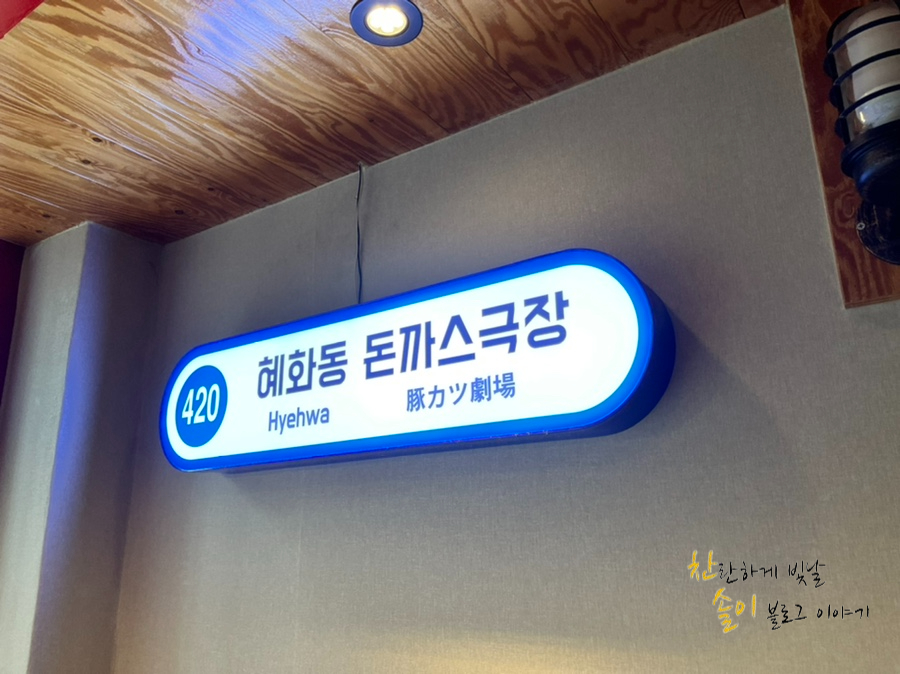 420
혜화동 돈까스극장
Hyehwa 豚カツ劇場
찬란하게 빛날
솔이 블로그 이야기